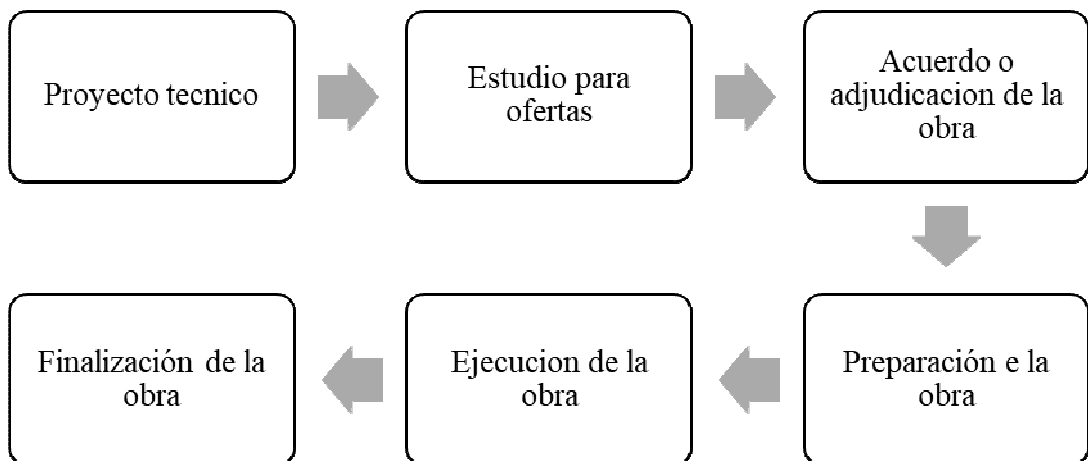 Proyecto tecnico
Estudio para
ofertas
Acuerdo o
adjudicacion de la
obra
Preparación e la
obra
Ejecucion de la
obra
Finalización de la
obra